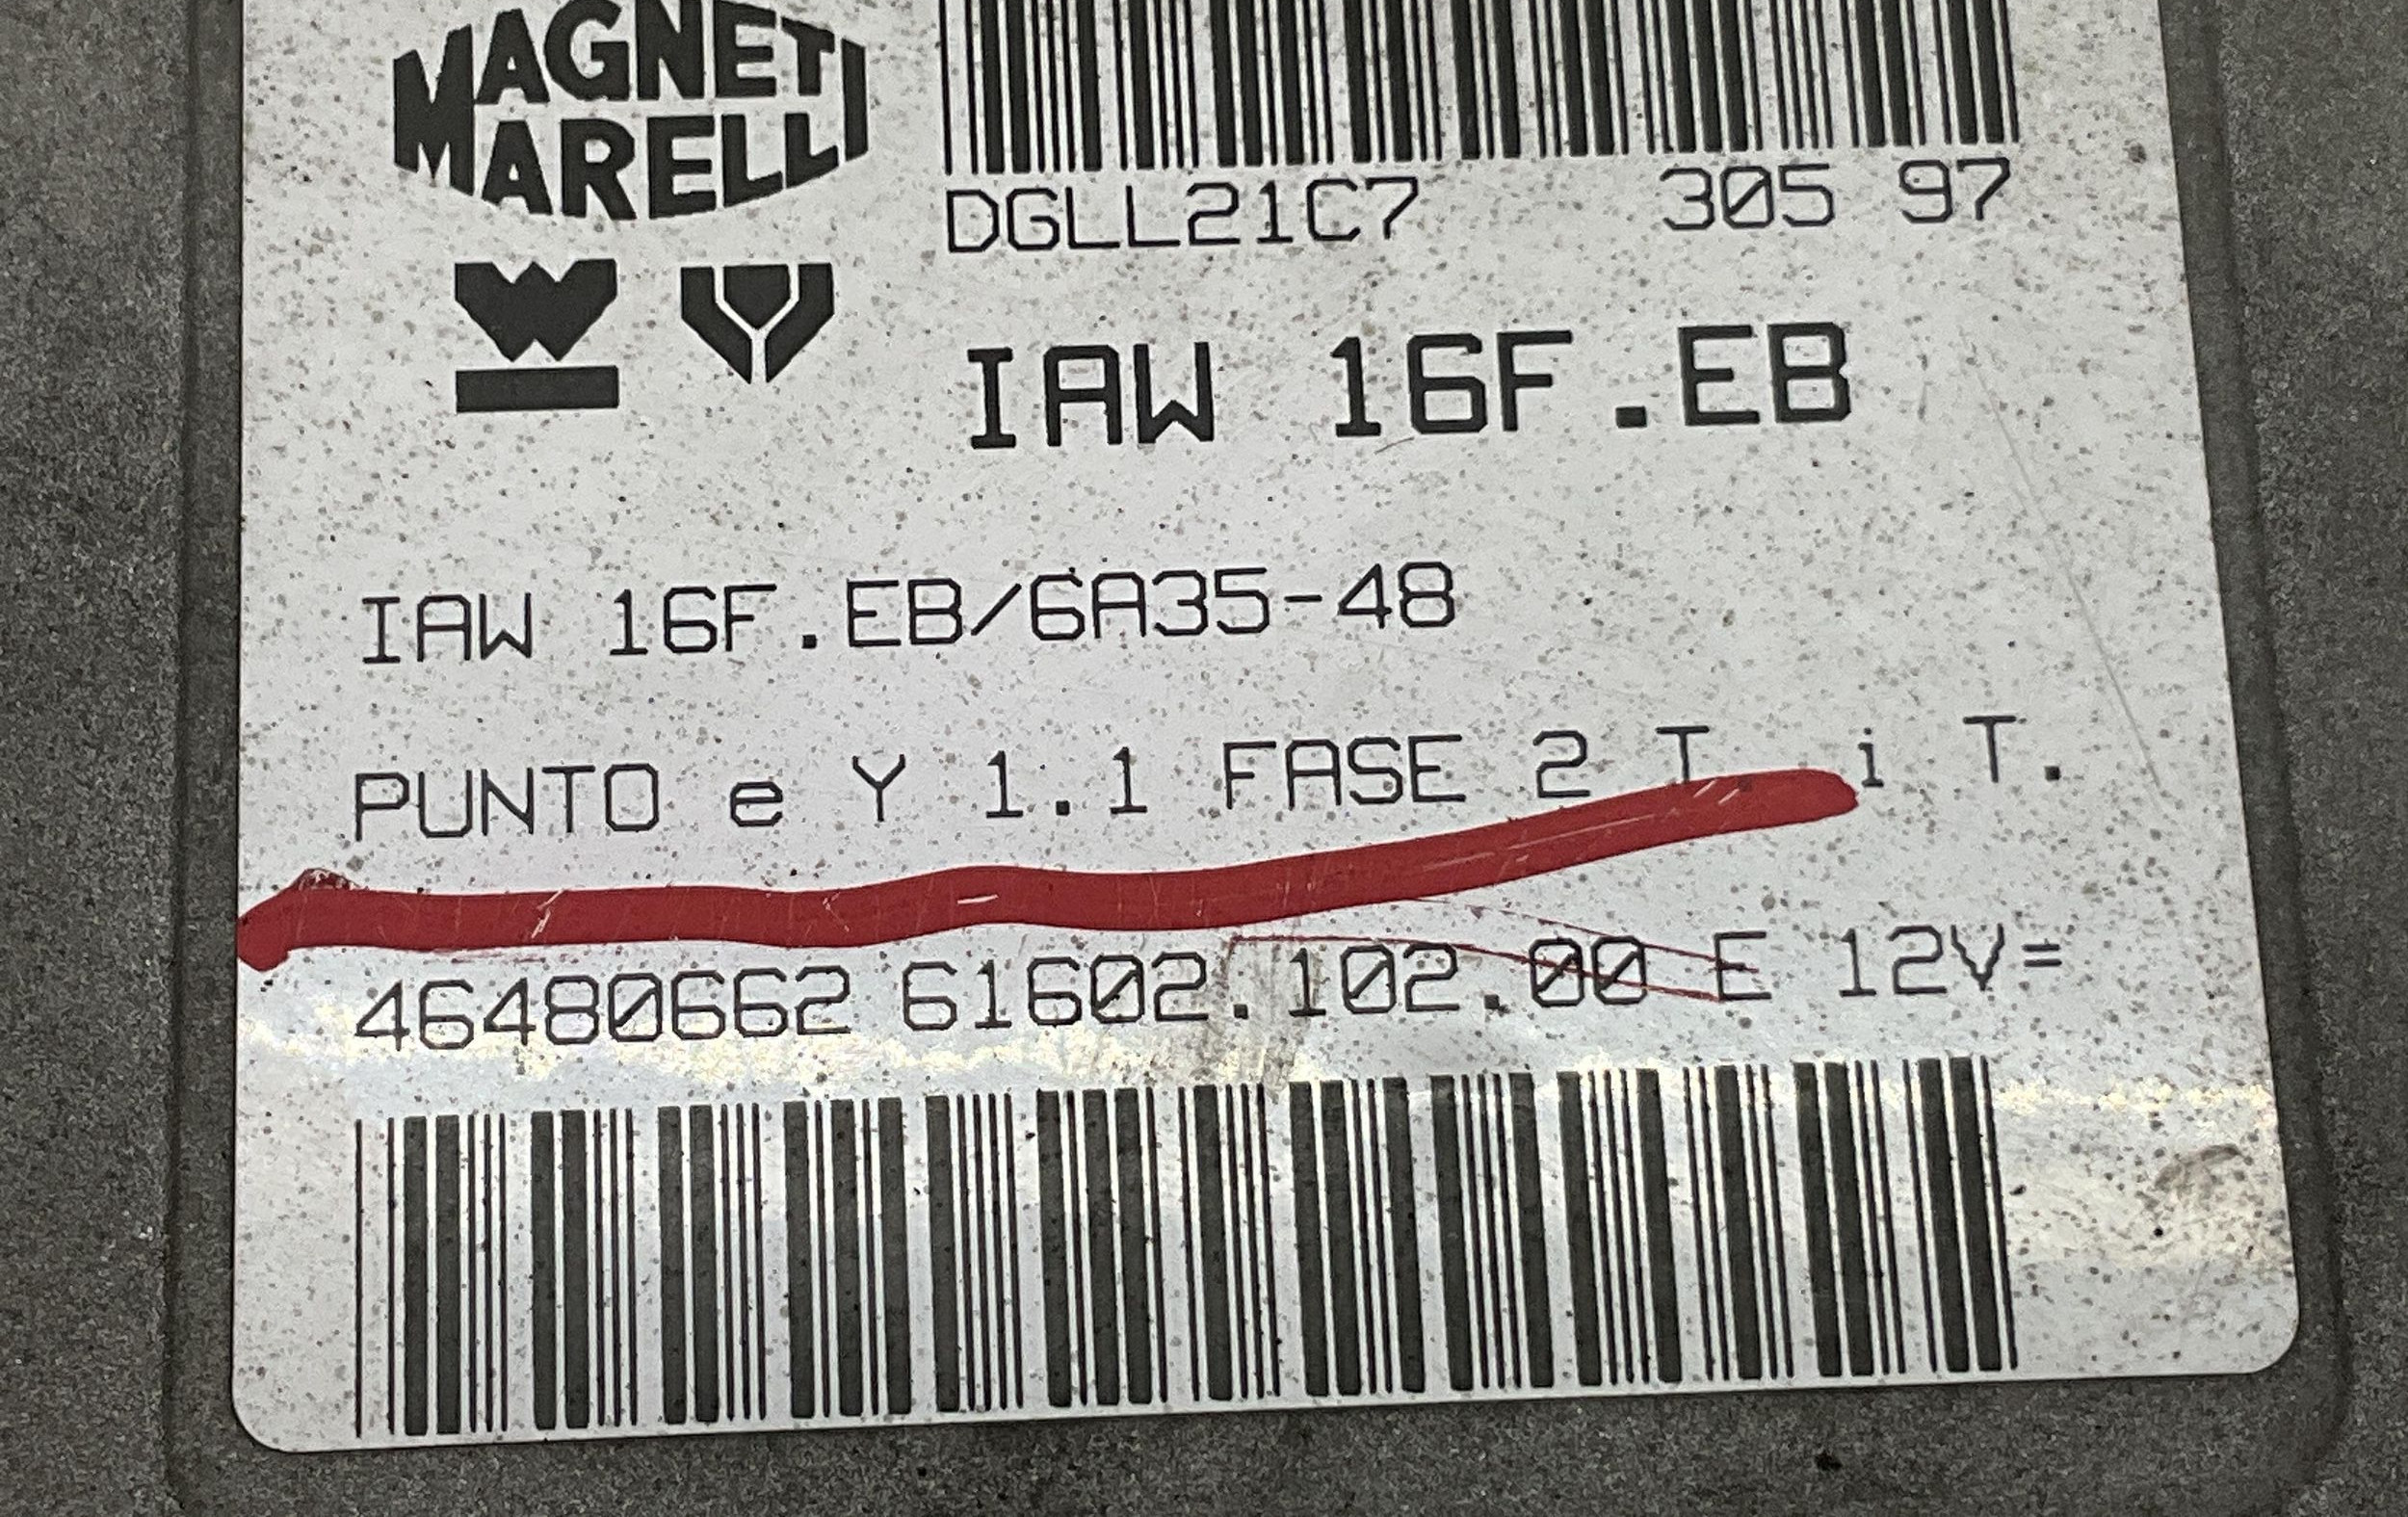 MAGNETI
MARELLI
DGLL21C7 305 97
IAW 16F.EB
IAW 16F.EB/6A35-48
PUNTO e Y 1.1 FASE 2 T. i T.
46480662 61602.102.00 E 12V=